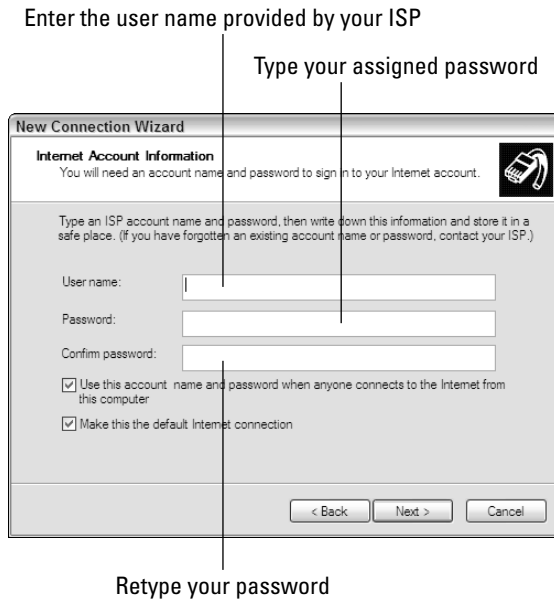 Enter the user name provided by your ISP
Type your assigned password
New Connection Wizard
Internet Account Information
You will need an account name and password to sign in to your Internet account.
Type an ISP account name and password, then write down this information and store it in a
safe place. (If you have forgotten an existing account name or password, contact your ISP.)
User name:
Password:
Confirm password:
Use this account name and password when anyone connects to the Internet from
this computer
Make this the default Internet connection
< Back
Next >
Cancel
Retype your password